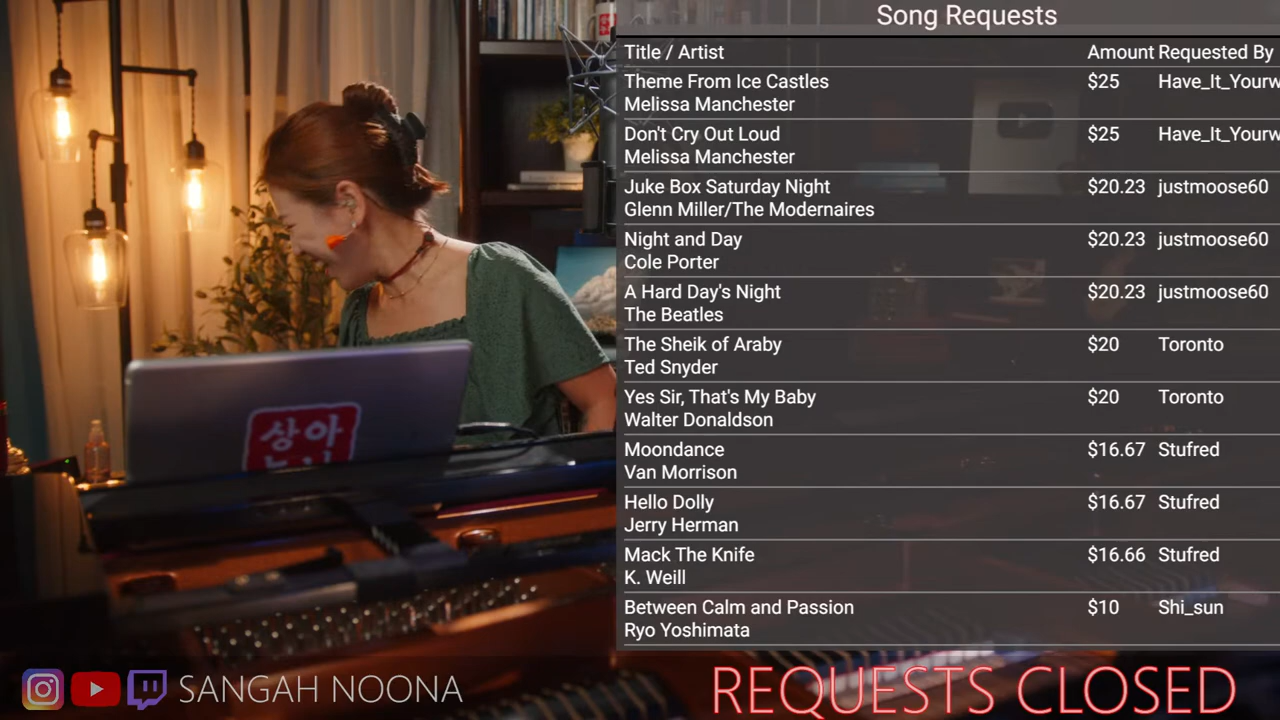 Song Requests
Title / Artist Amount Requested By
Theme From Ice Castles $25 Have_It_Yourw
Melissa Manchester
Don't Cry Out Loud $25 Have_It_Yourw
Melissa Manchester
Juke Box Saturday Night $20.23 justmoose60
Glenn Miller/The Modernaires
Night and Day $20.23 justmoose60
Cole Porter
A Hard Day's Night $20.23 justmoose60
The Beatles
The Sheik of Araby $20 Toronto
Ted Snyder
Yes Sir, That's My Baby $20 Toronto
Walter Donaldson
Moondance $16.67 Stufred
Van Morrison
Hello Dolly $16.67 Stufred
Jerry Herman
Mack The Knife $16.66 Stufred
K. Weill
Between Calm and Passion $10 Shi_sun
Ryo Yoshimata
상아
SANGAH NOONA
REQUESTS CLOSED